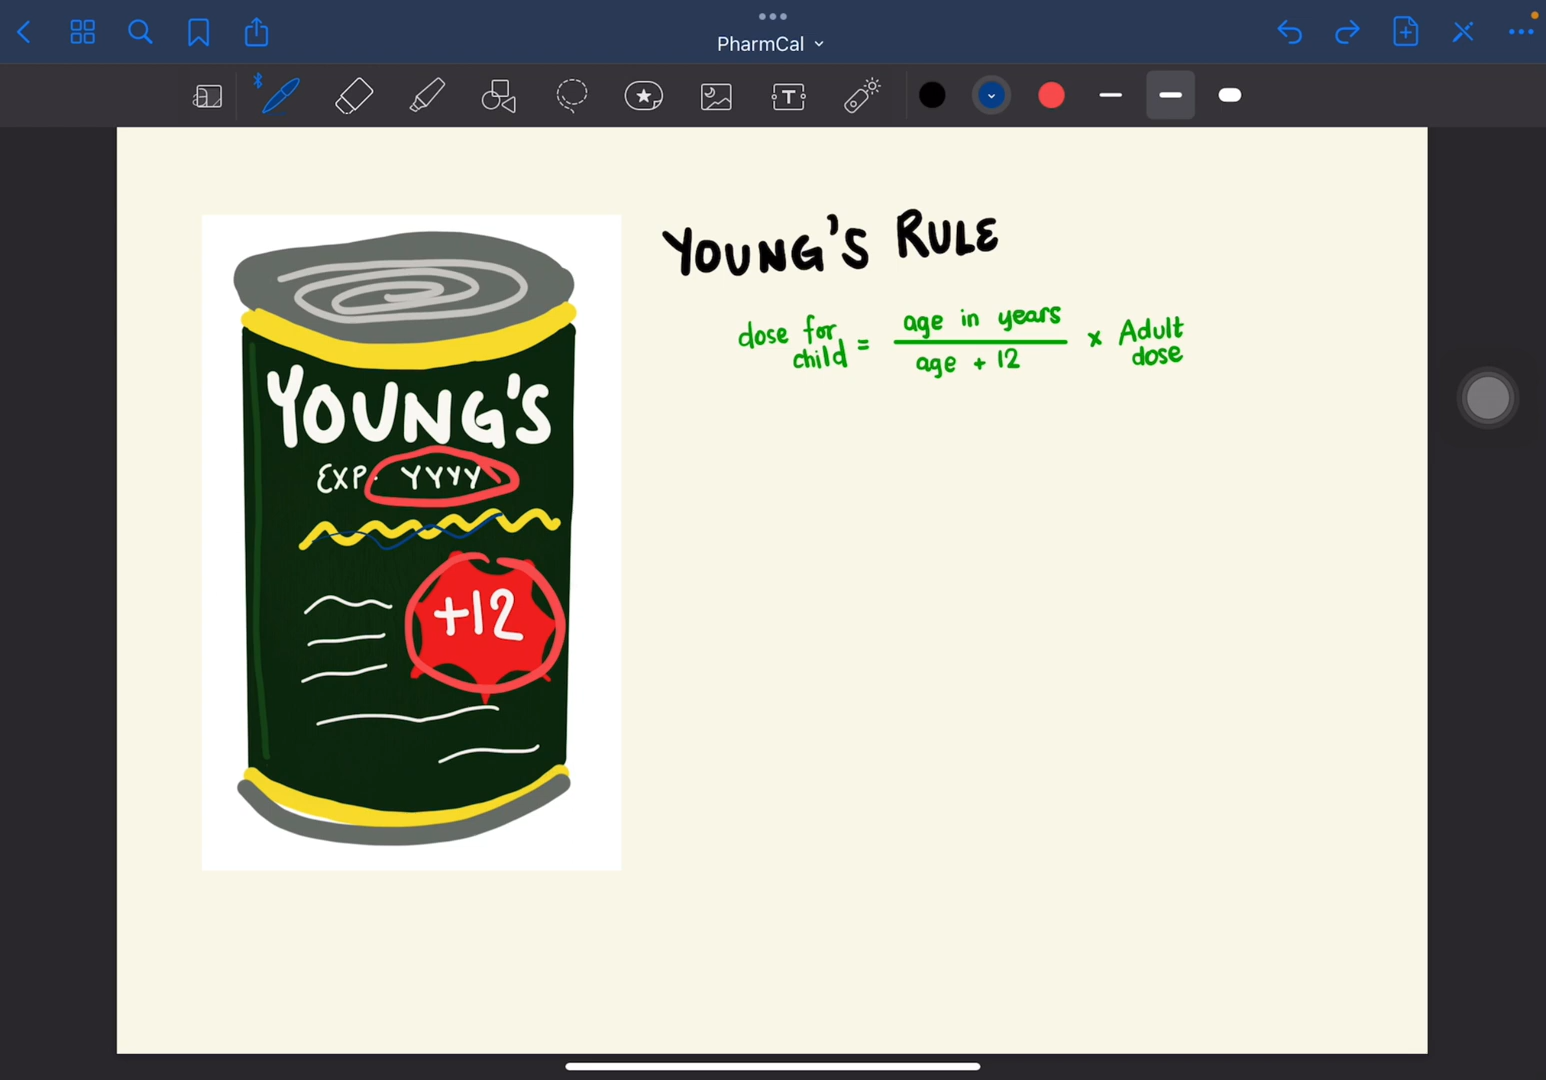 PharmCal
YOUNG'S RULE
dose for child = age in years / age + 12 x Adult dose
YOUNG'S
EXP. YYYY
+12